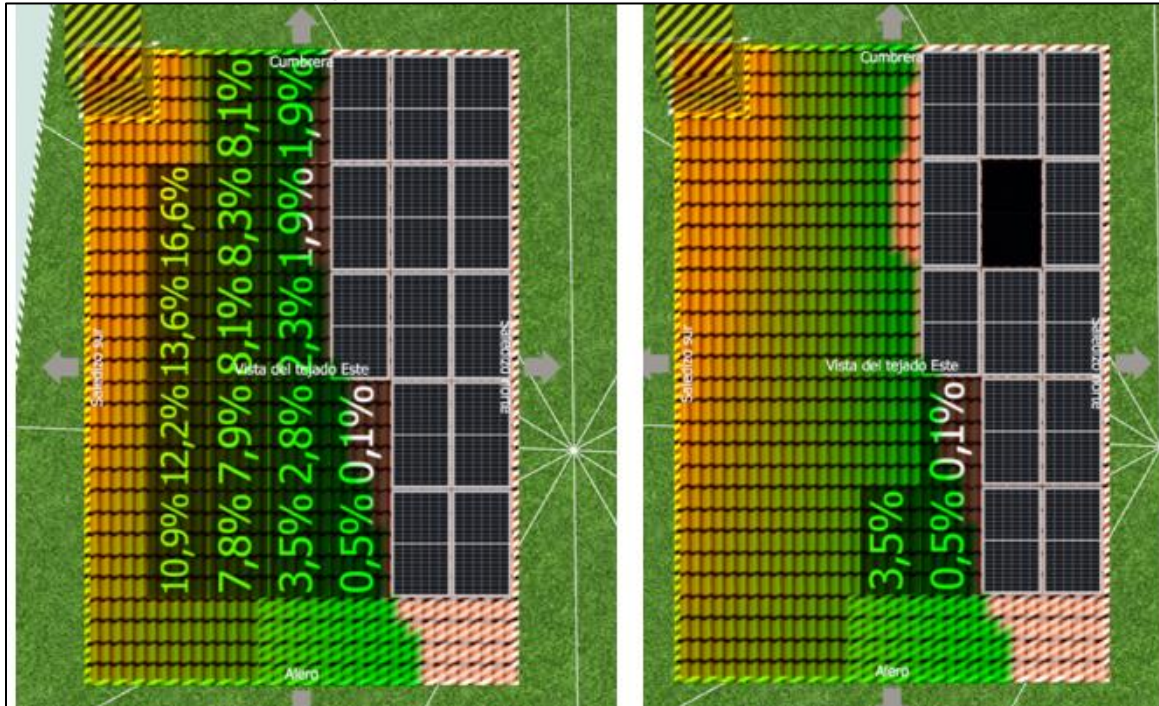 Cumbrera
Saledizo sur
10,9% 12,2% 13,6% 16,6%
7,8% 7,9% 8,1% 8,3% 8,1%
3,5% 2,8% 2,3% 1,9% 1,9%
0,5% 0,1%
Vista del tejado Este
Saledizo norte
Alero
Cumbrera
Saledizo sur
3,5%
0,5% 0,1%
Vista del tejado Este
Saledizo norte
Alero